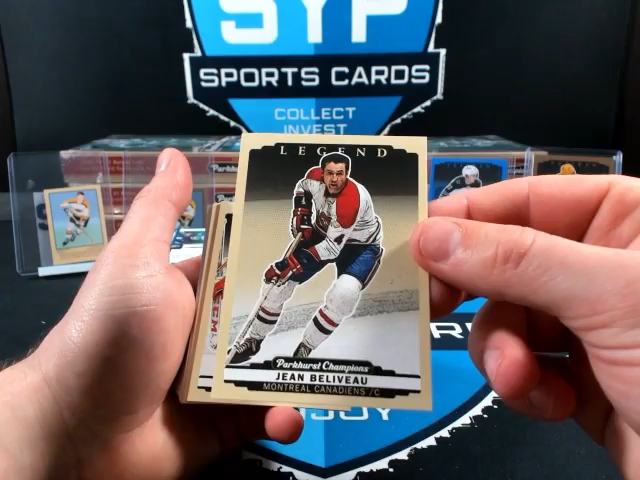 SYP
SPORTS CARDS
COLLECT
INVEST
LEGEND
Parkhurst Champions
JEAN BELIVEAU
MONTREAL CANADIENS /C